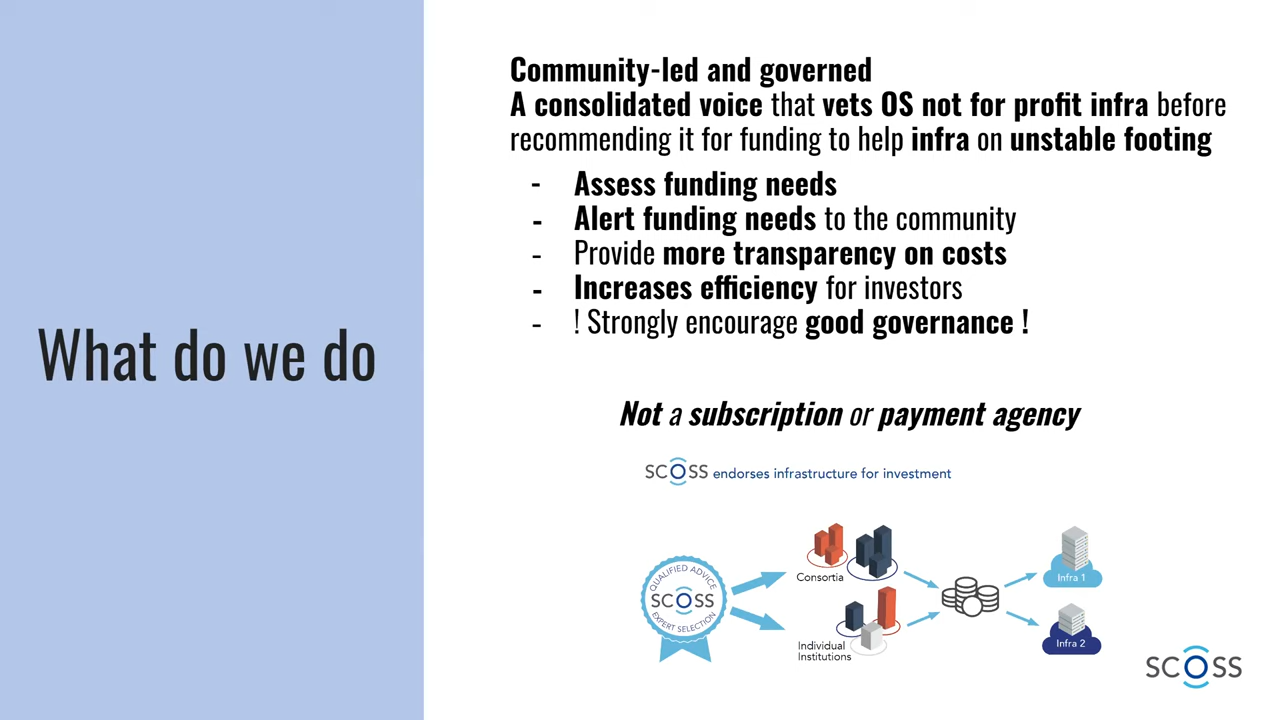 What do we do
Community-led and governed
A consolidated voice that vets OS not for profit infra before
recommending it for funding to help infra on unstable footing
- Assess funding needs
- Alert funding needs to the community
- Provide more transparency on costs
- Increases efficiency for investors
- ! Strongly encourage good governance !
Not a subscription or payment agency
SCOSS endorses infrastructure for investment
QUALIFIED ADVICE
SCOSS
EXPERT SELECTION
Consortia
Individual
Institutions
Infra 1
Infra 2
SCOSS